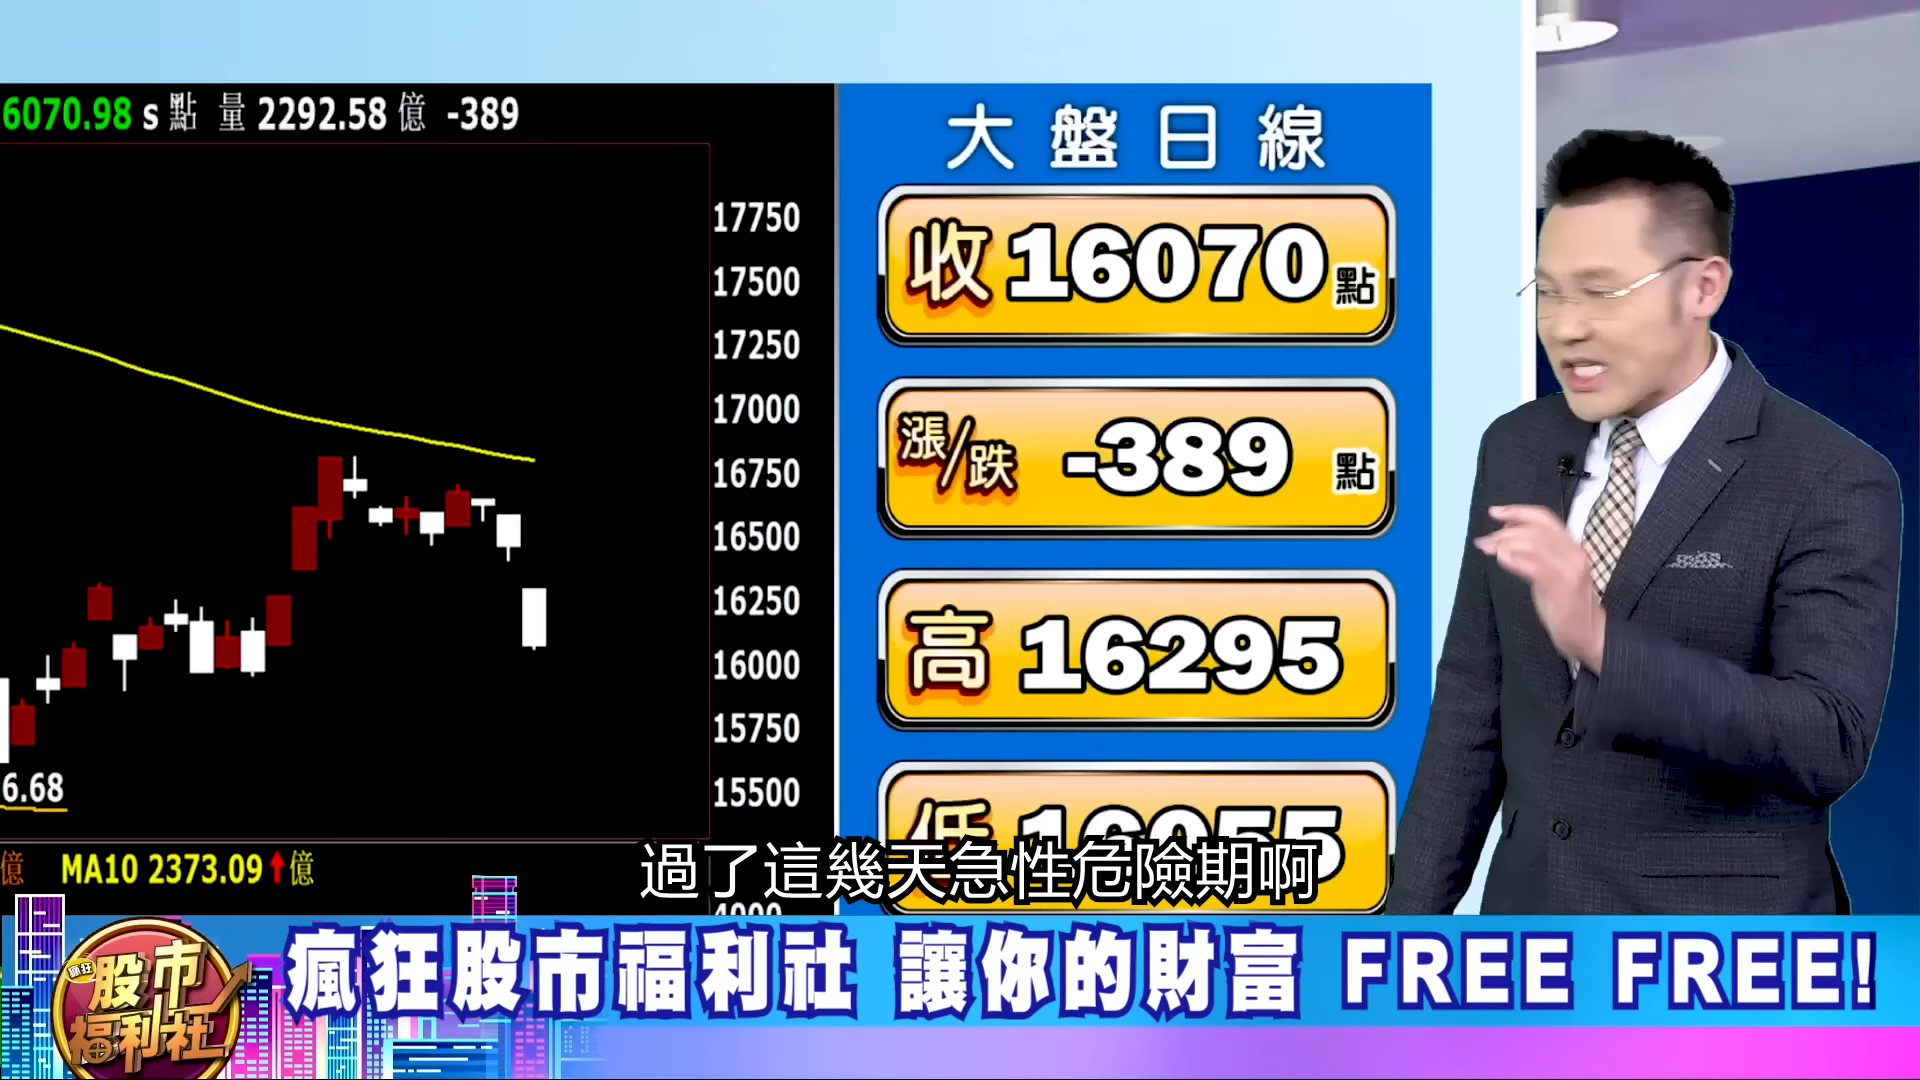 6070.98 s 點 量 2292.58 億 -389
17750
17500
17250
17000
16750
16500
16250
16000
15750
15500
6.68
億 MA10 2373.09 億
4000
大盤日線
收 16070 點
漲/跌 -389 點
高 16295
低 16055
過了這幾天急性危險期啊
瘋狂 股市 福利社
瘋狂股市福利社 讓你的財富 FREE FREE!